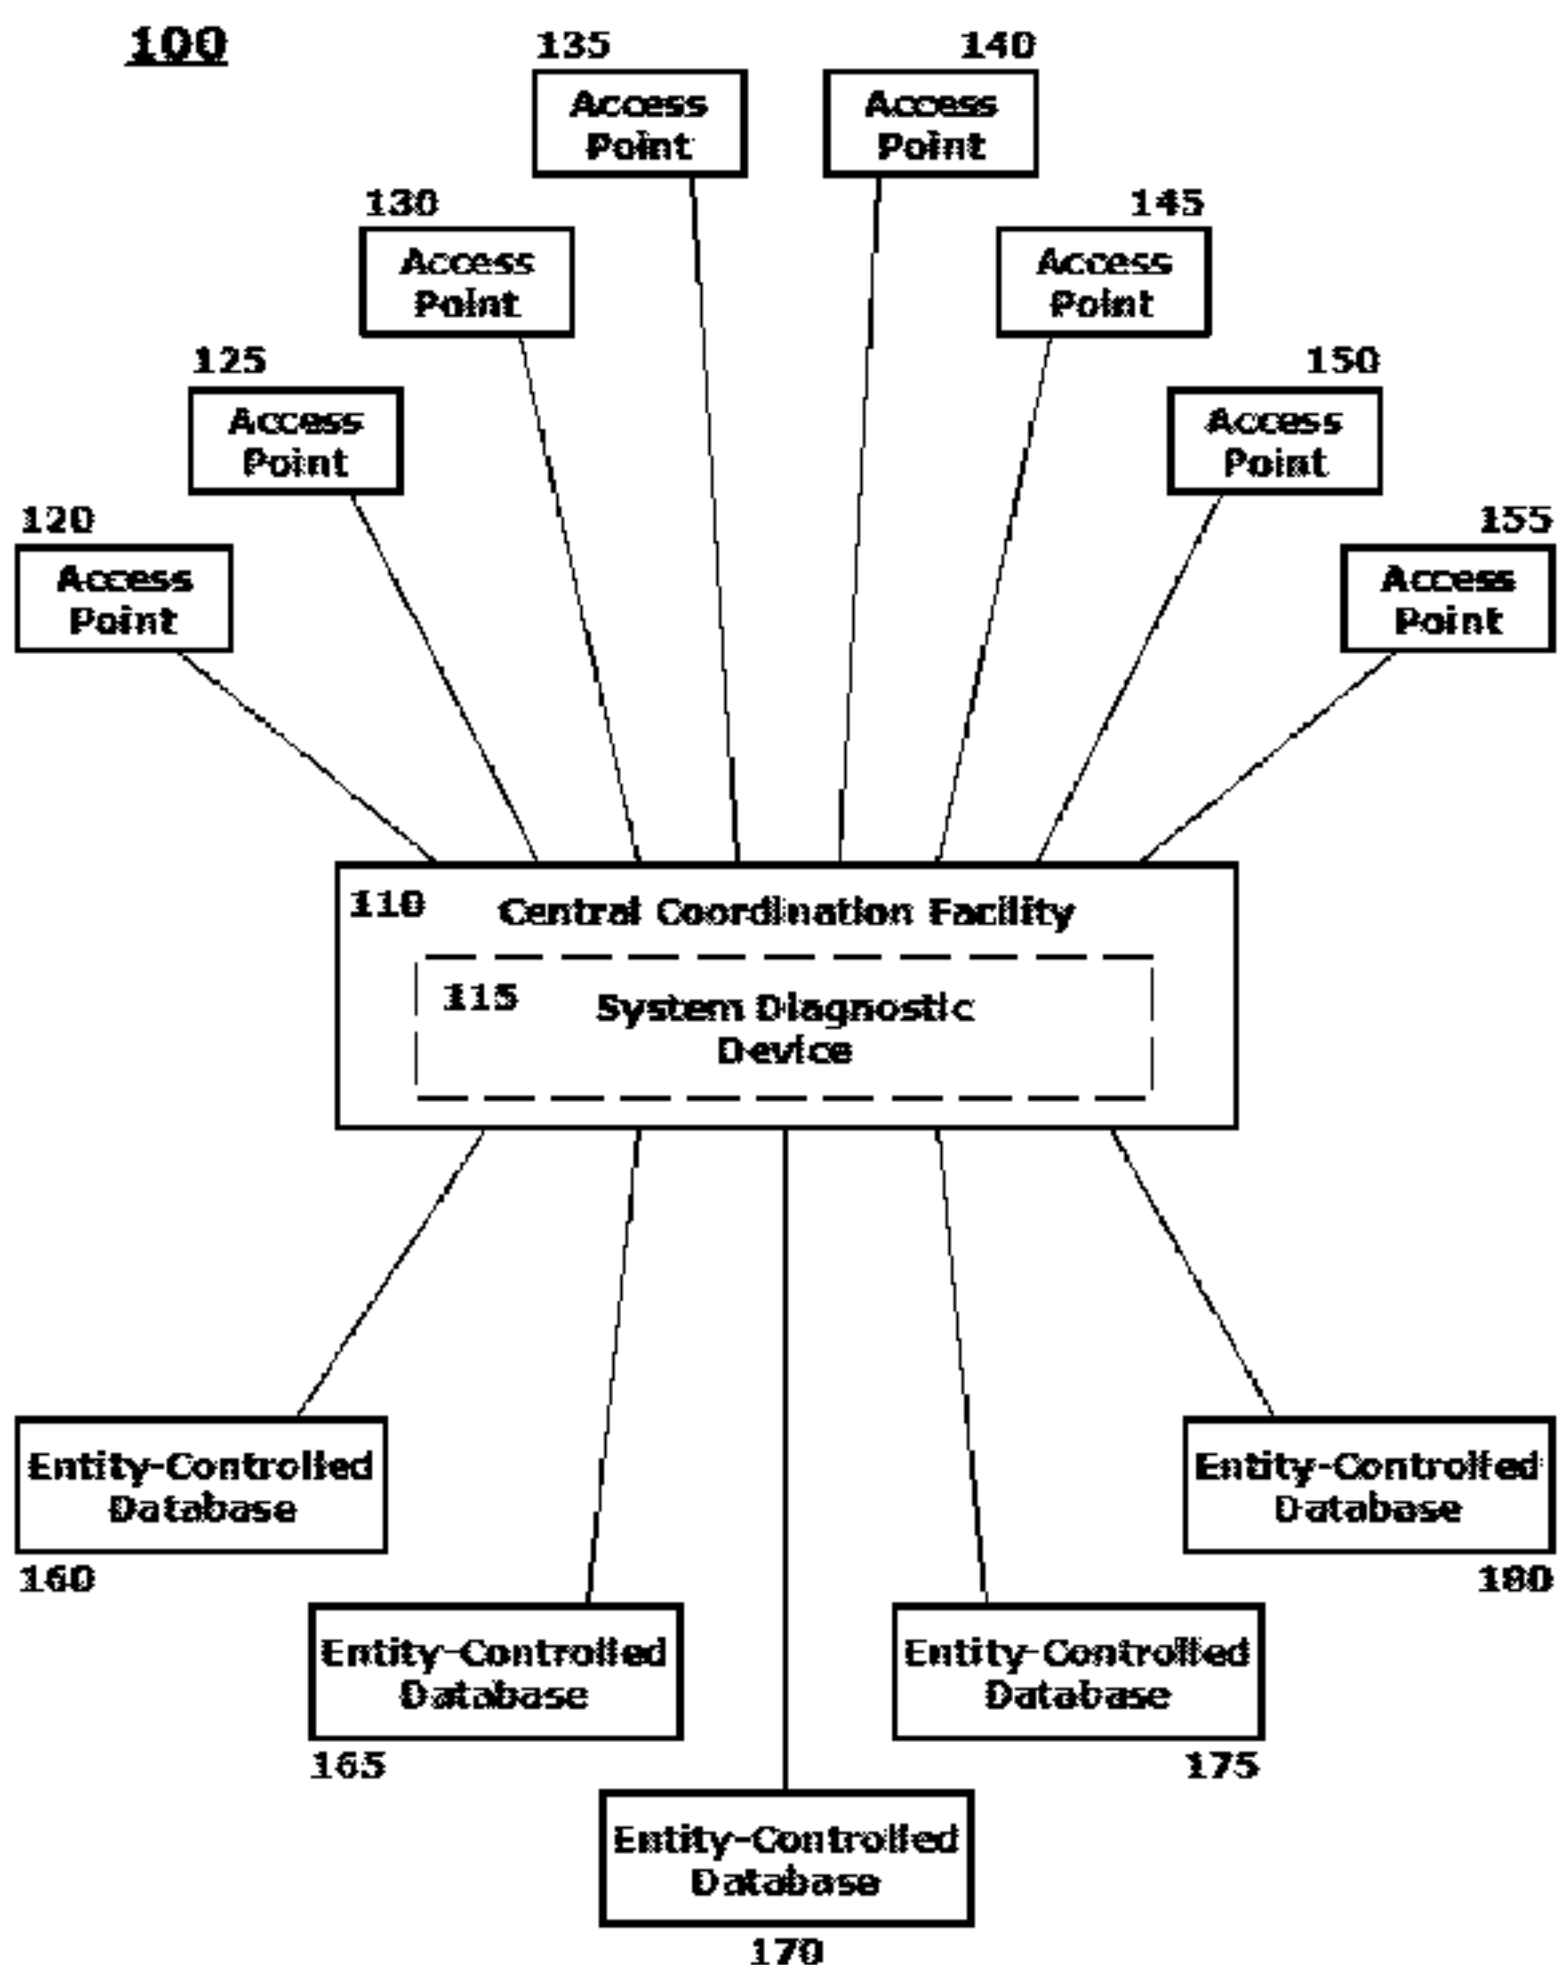 100
135
140
Access
Point
Access
Point
130
145
Access
Point
Access
Point
125
150
Access
Point
Access
Point
120
155
Access
Point
Access
Point
110
Central Coordination Facility
115
System Diagnostic
Device
Entity-Controlled
Database
160
Entity-Controlled
Database
180
Entity-Controlled
Database
165
Entity-Controlled
Database
175
Entity-Controlled
Database
170